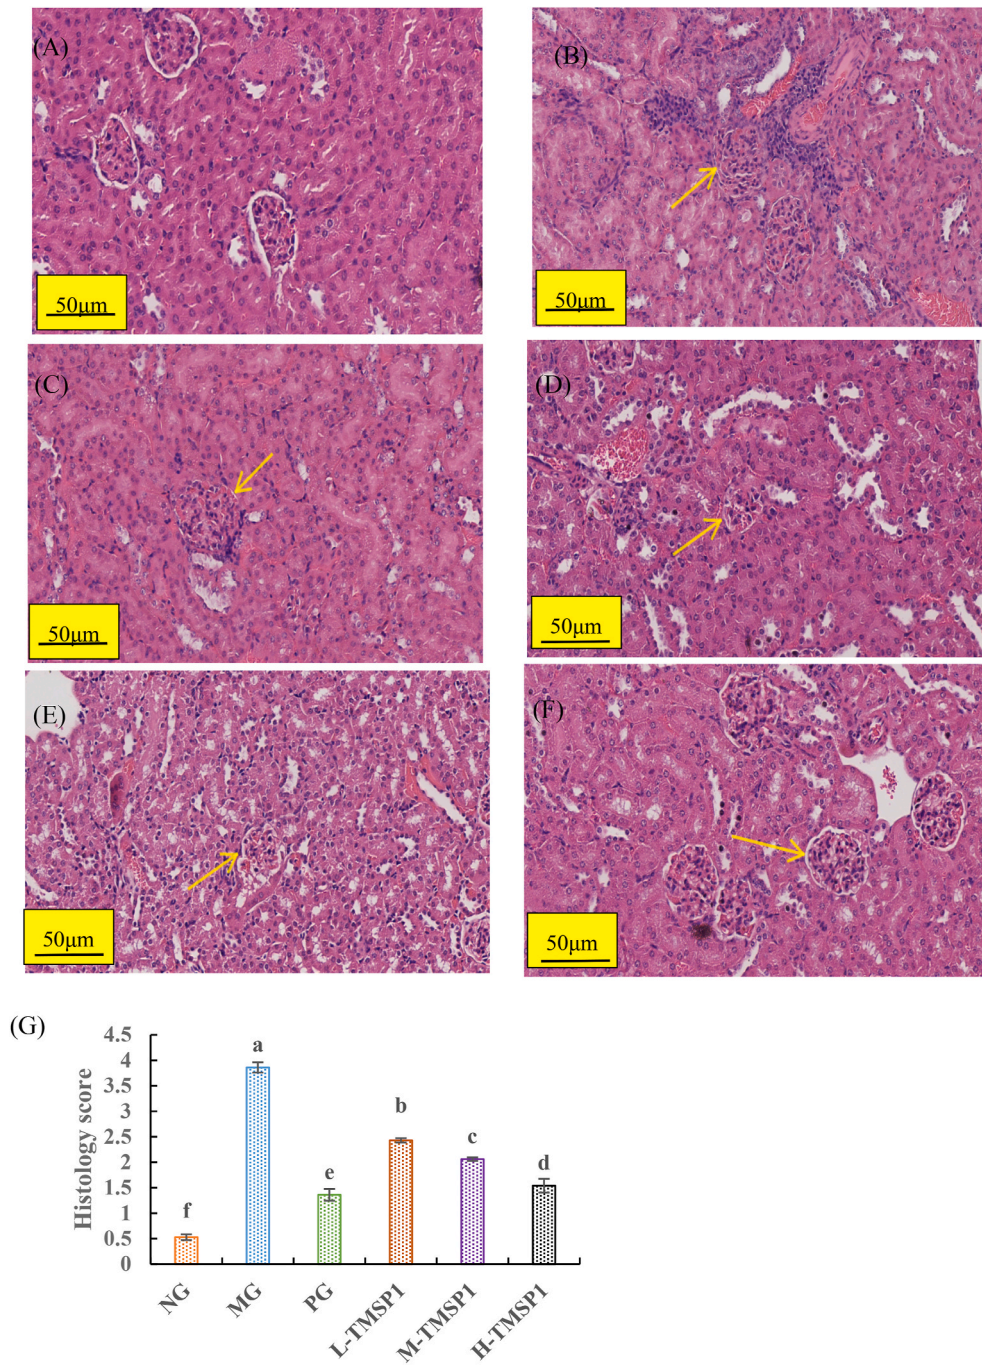 (A)
50μm
(B)
50μm
(C)
50μm
(D)
50μm
(E)
50μm
(F)
50μm
(G)
Histology score
4.5
4
3.5
3
2.5
2
1.5
1
0.5
0
f
a
e
b
c
d
NG
MG
PG
L-TMSP1
M-TMSP1
H-TMSP1